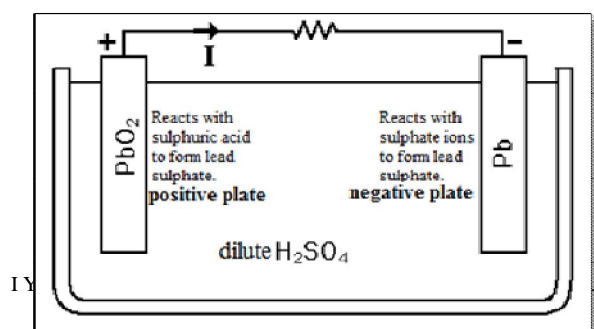 +
I
-
PbO₂
Reacts with
sulphuric acid
to form lead
sulphate.
positive plate
Reacts with
sulphate ions
to form lead
sulphate.
negative plate
Pb
dilute H₂SO₄
I Y